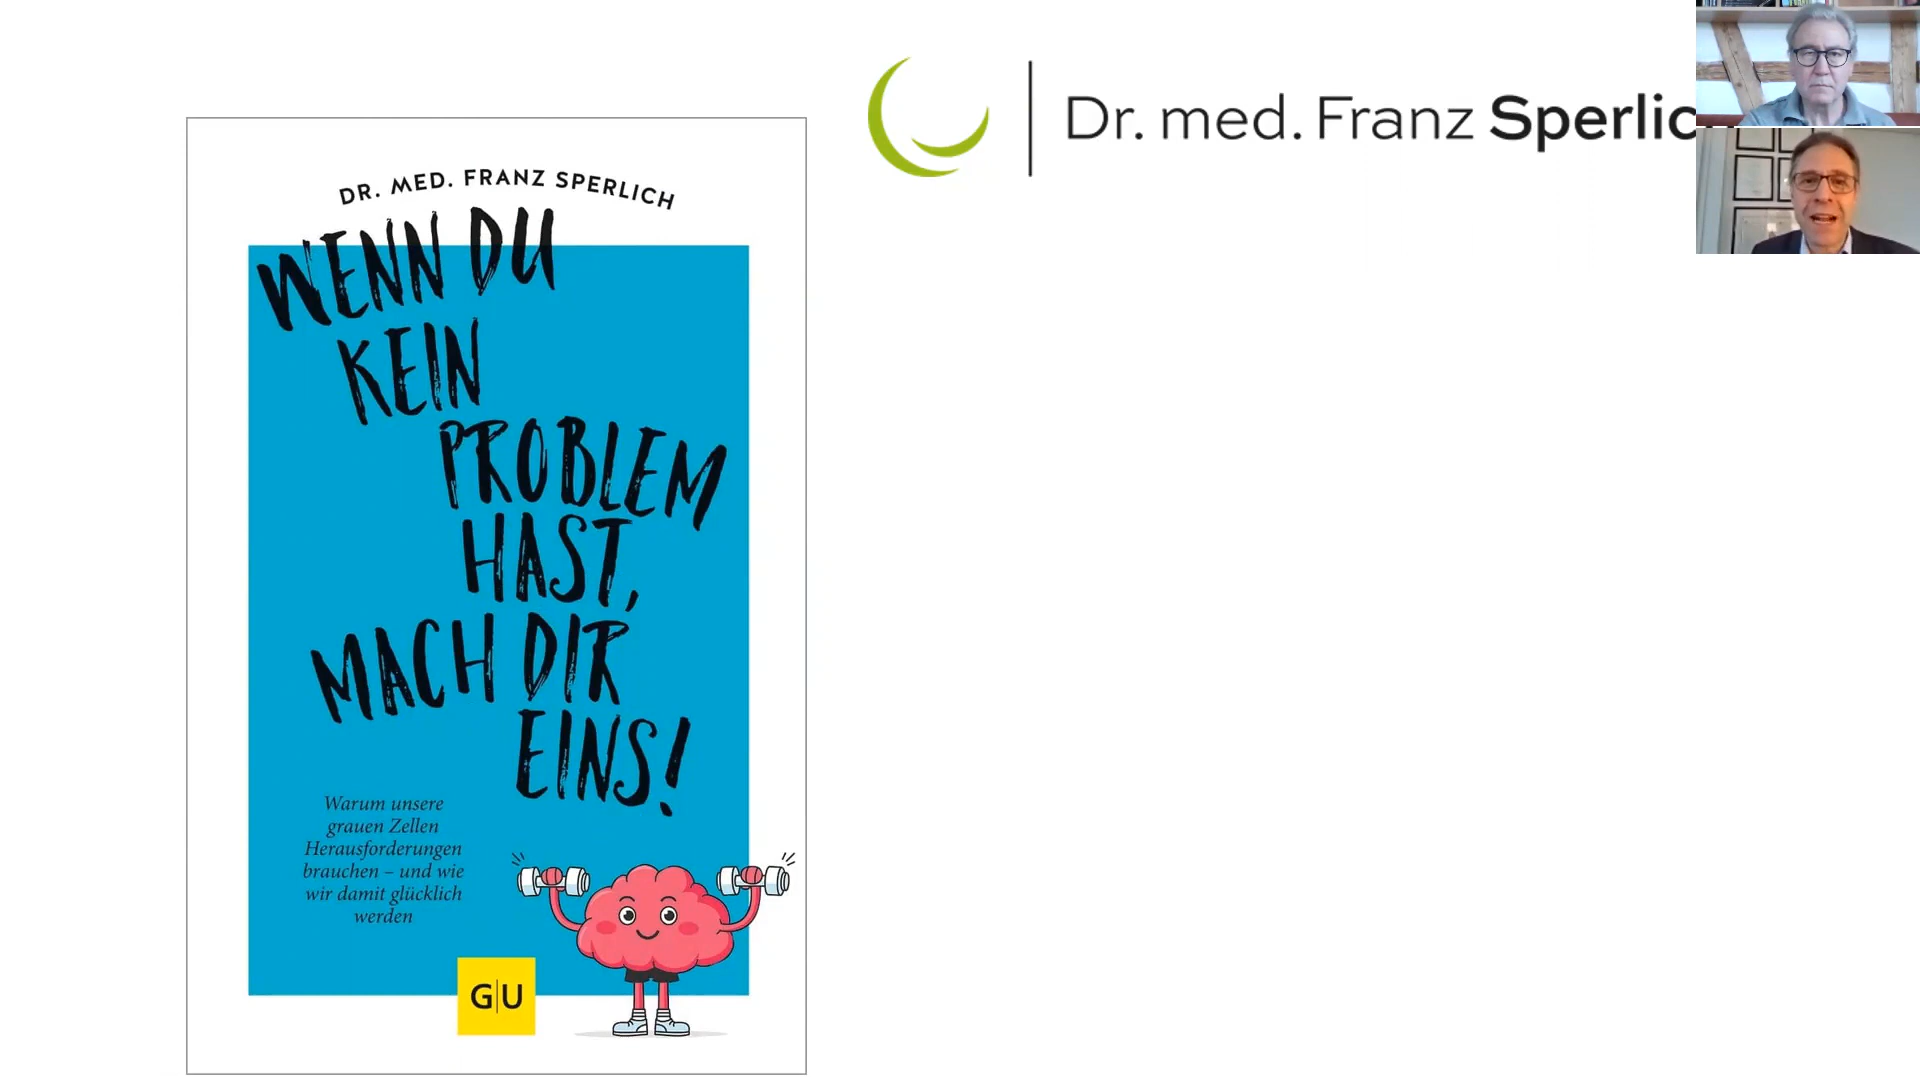 DR. MED. FRANZ SPERLICH
WENN DU
KEIN
PROBLEM
HAST,
MACH DIR
EINS!
Warum unsere
grauen Zellen
Herausforderungen
brauchen – und wie
wir damit glücklich
werden
G|U
Dr. med. Franz Sperlic